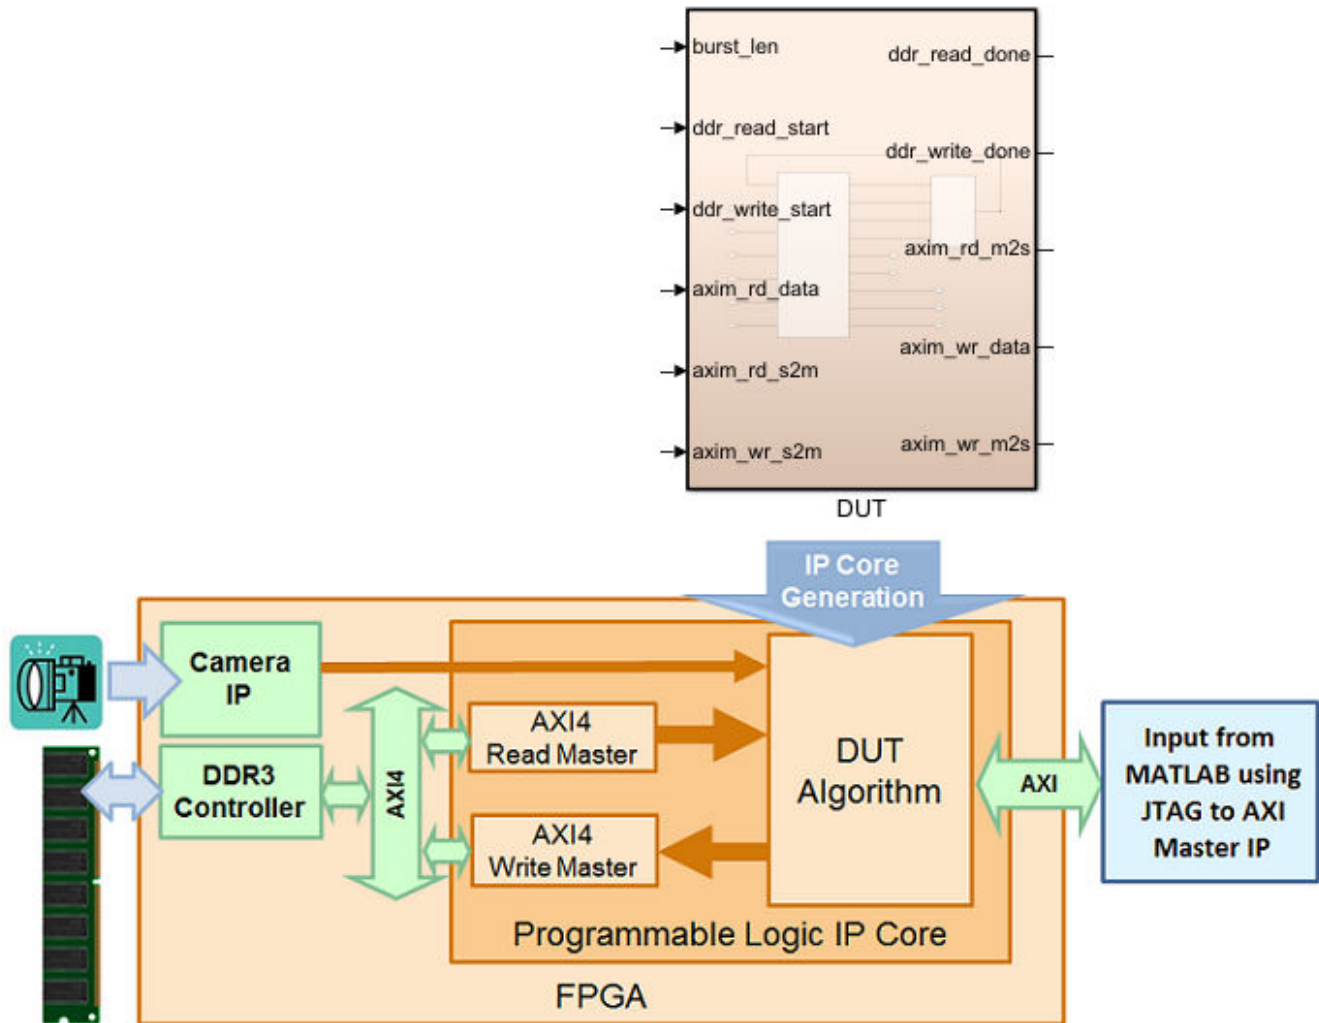 burst_len
ddr_read_done
ddr_read_start
ddr_write_done
ddr_write_start
axim_rd_m2s
axim_rd_data
axim_wr_data
axim_rd_s2m
axim_wr_m2s
axim_wr_s2m
DUT
IP Core
Generation
Camera
IP
AXI4
Read Master
DDR3
Controller
AXI4
AXI4
Write Master
DUT
Algorithm
AXI
Input from
MATLAB using
JTAG to AXI
Master IP
Programmable Logic IP Core
FPGA